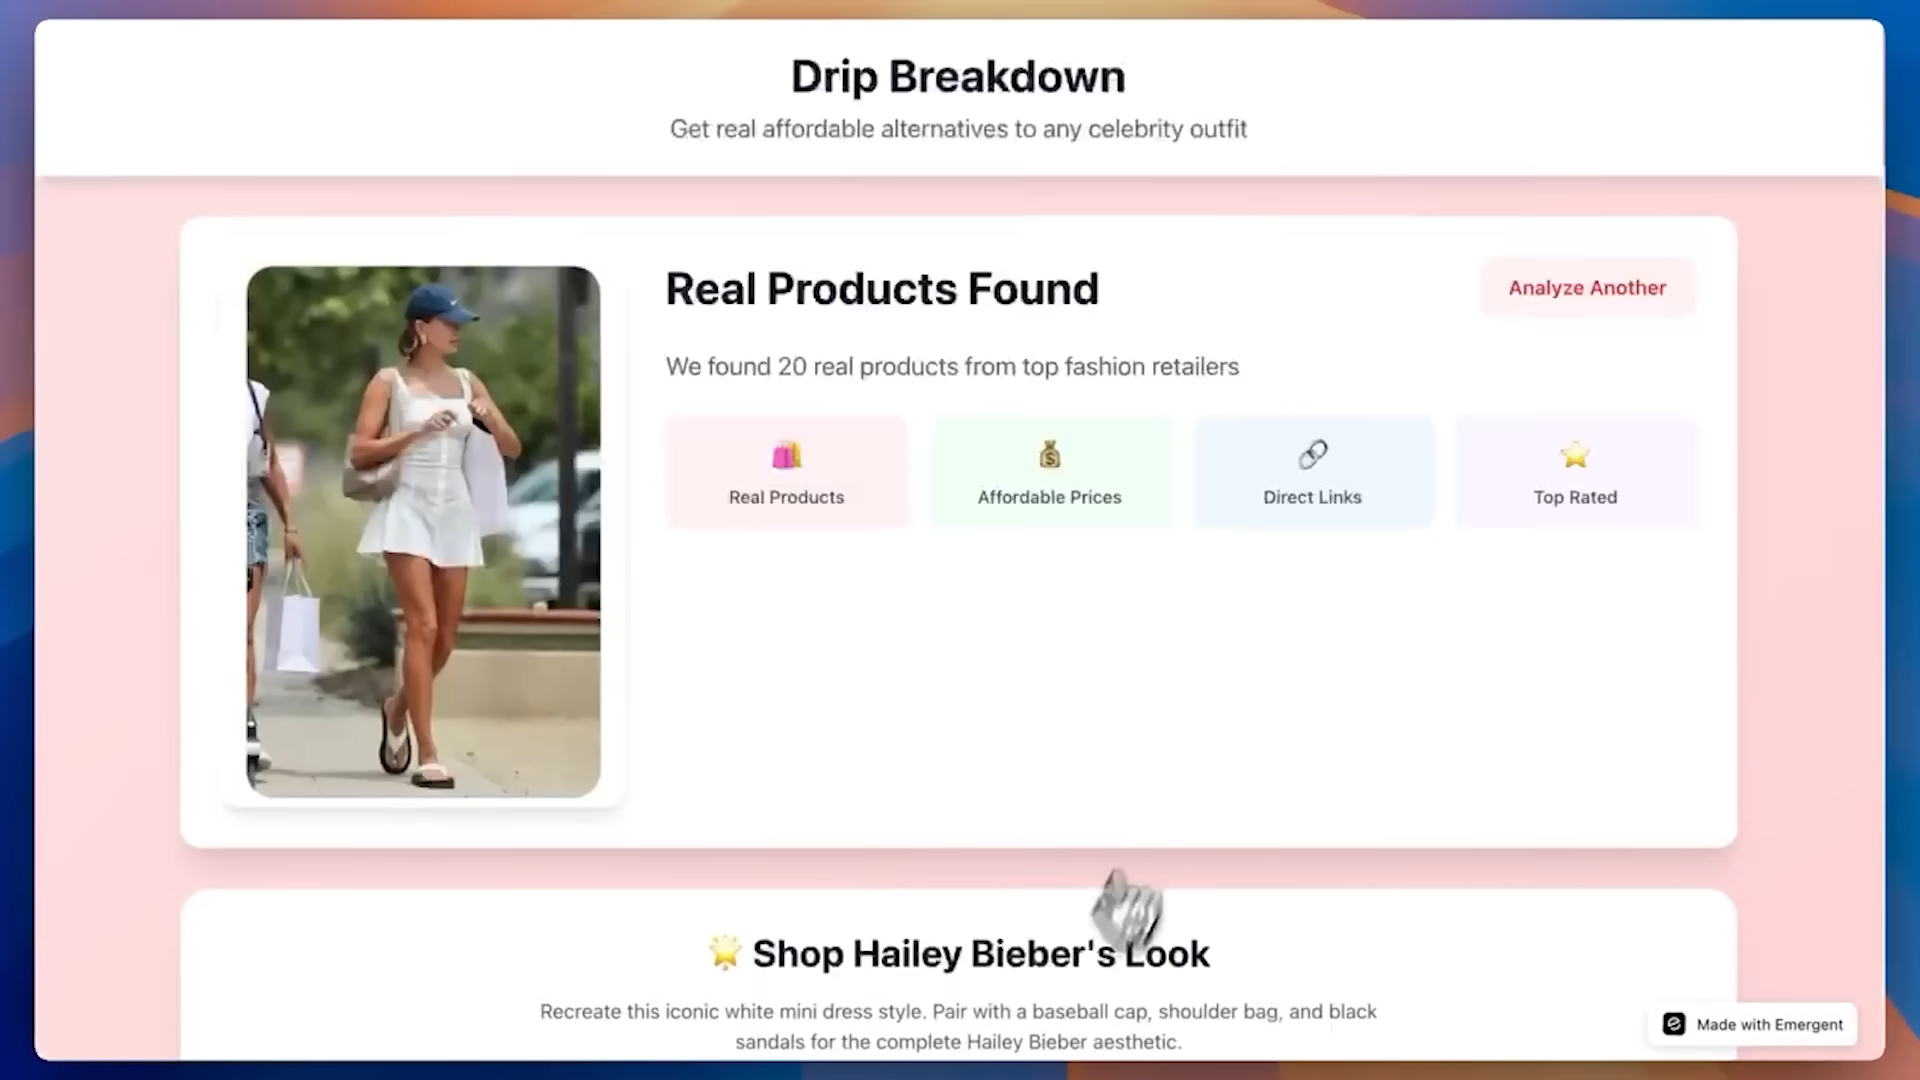 Drip Breakdown
Get real affordable alternatives to any celebrity outfit
Real Products Found
Analyze Another
We found 20 real products from top fashion retailers
Real Products
Affordable Prices
Direct Links
Top Rated
Shop Hailey Bieber's Look
Recreate this iconic white mini dress style. Pair with a baseball cap, shoulder bag, and black
sandals for the complete Hailey Bieber aesthetic.
Made with Emergent